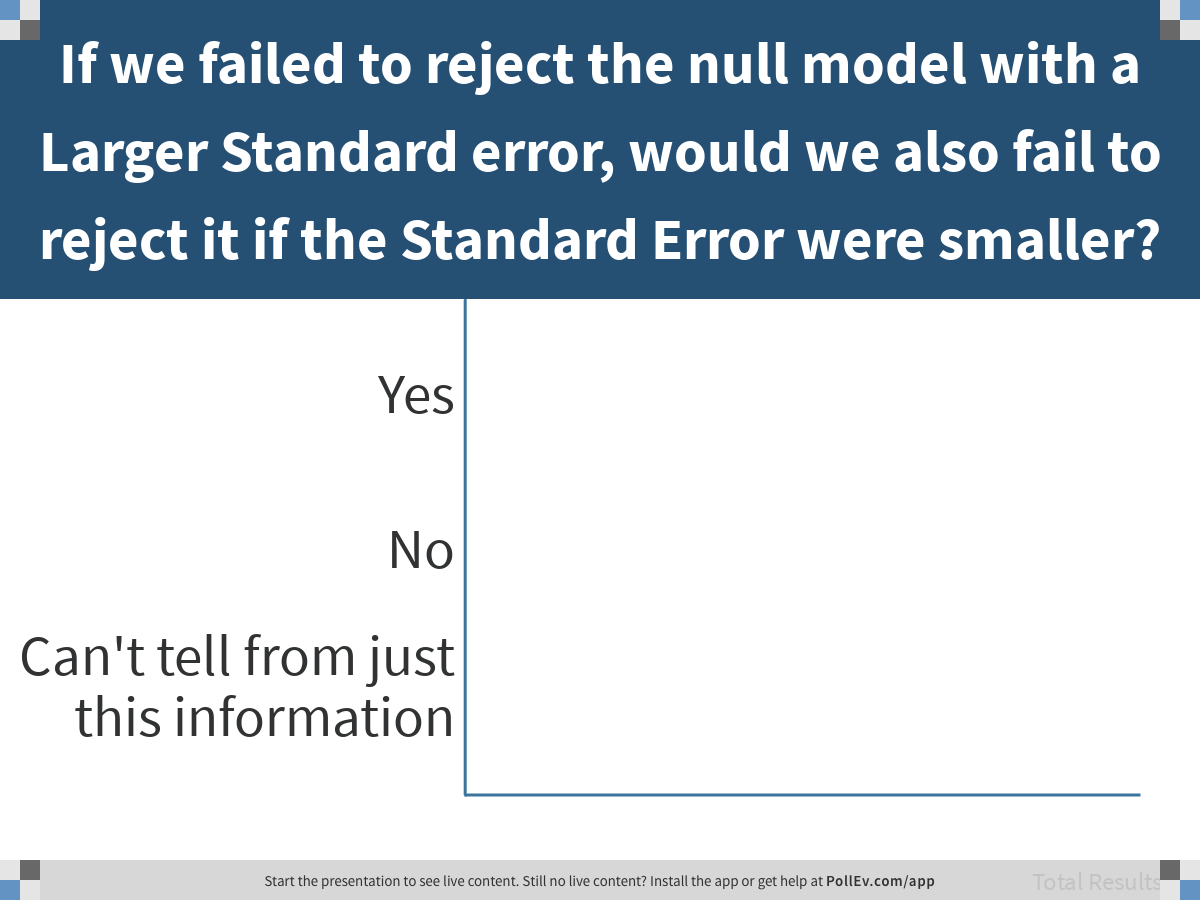 If we failed to reject the null model with a
Larger Standard error, would we also fail to
reject it if the Standard Error were smaller?
Yes
No
Can't tell from just
this information
Start the presentation to see live content. Still no live content? Install the app or get help at PollEv.com/app
Total Results